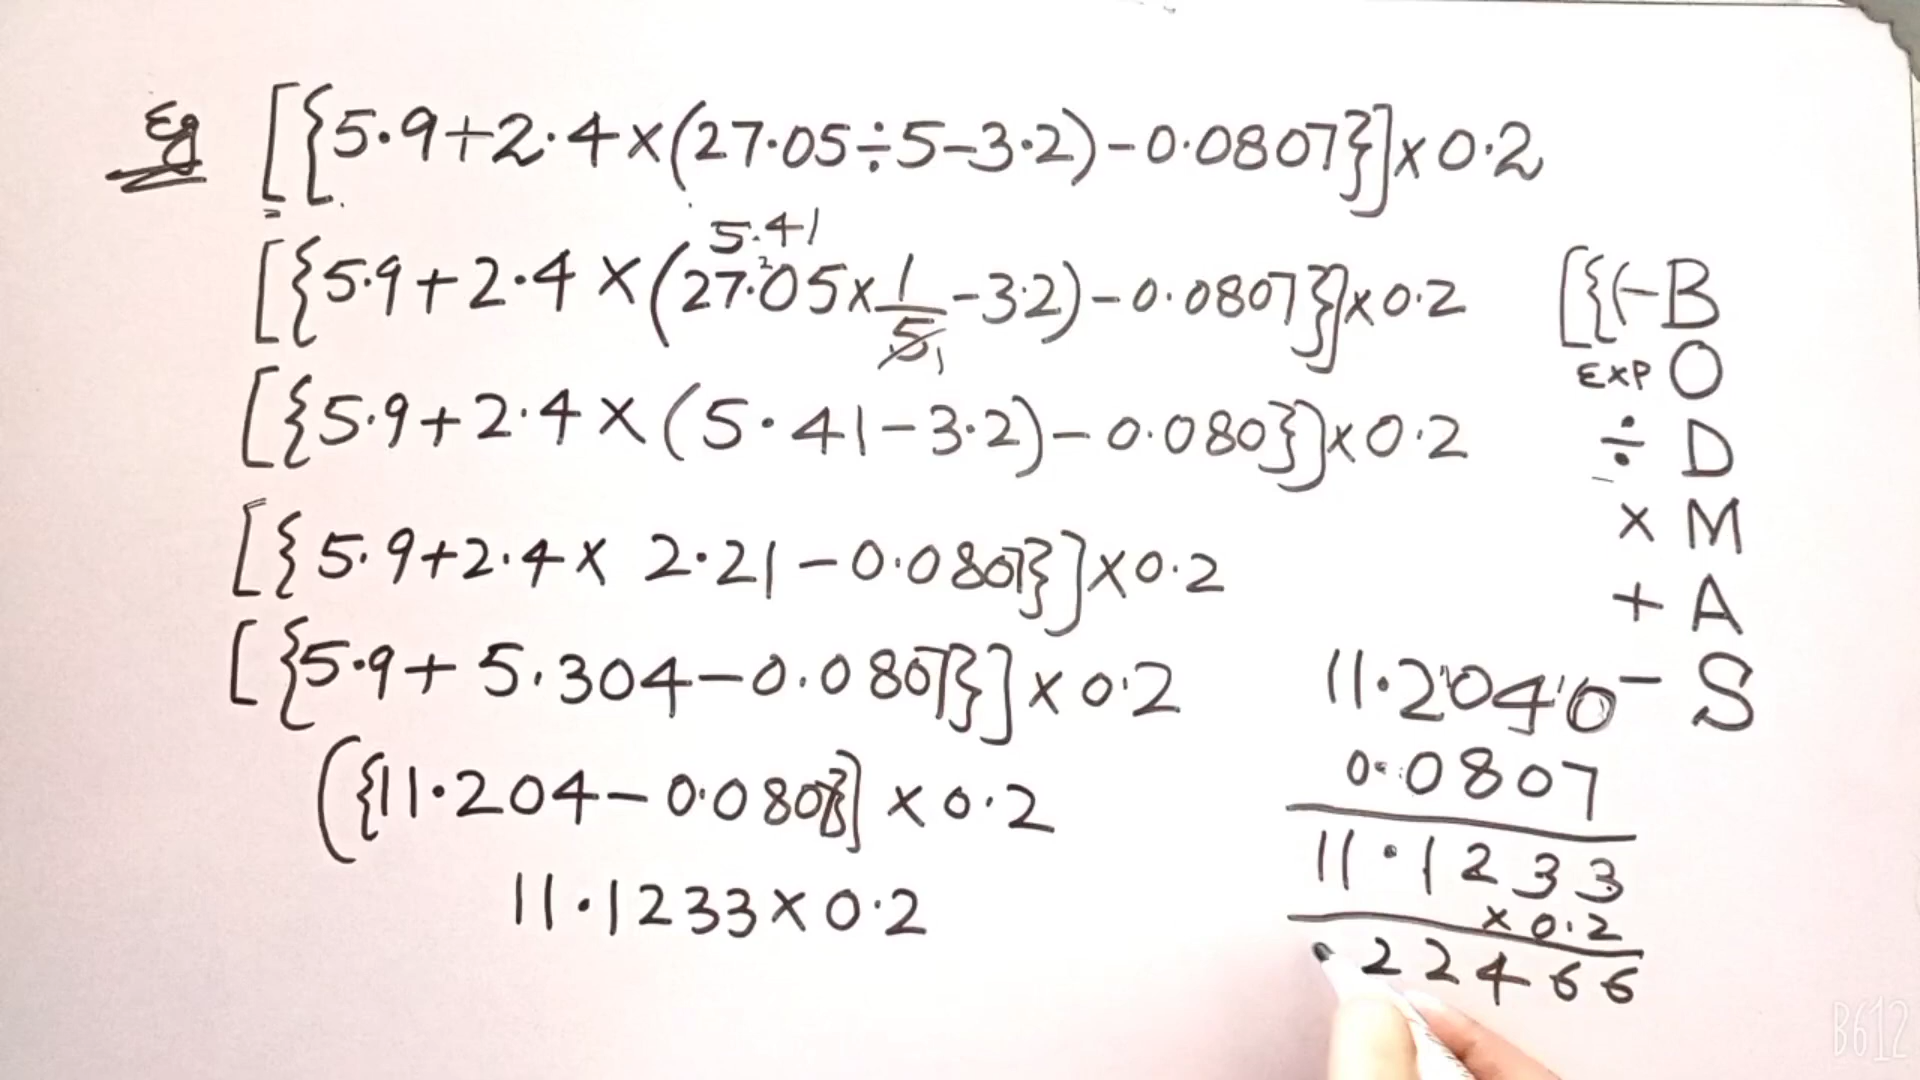 Eg [{5.9+2.4×(27.05÷5-3.2)-0.0807}]×0.2
5.41
[{5.9+2.4×(27.²05×1/5-3.2)-0.0807}]×0.2
1
[{5.9+2.4×(5.41-3.2)-0.080}]×0.2
[{5.9+2.4× 2.21-0.0807}]×0.2
[{5.9+5.304-0.0807}]×0.2
({11.204-0.0807}]×0.2
11.1233×0.2
[{(-B
EXP O
÷ D
× M
+ A
- S
11.2040
0.0807
11.1233
×0.2
22466
B612